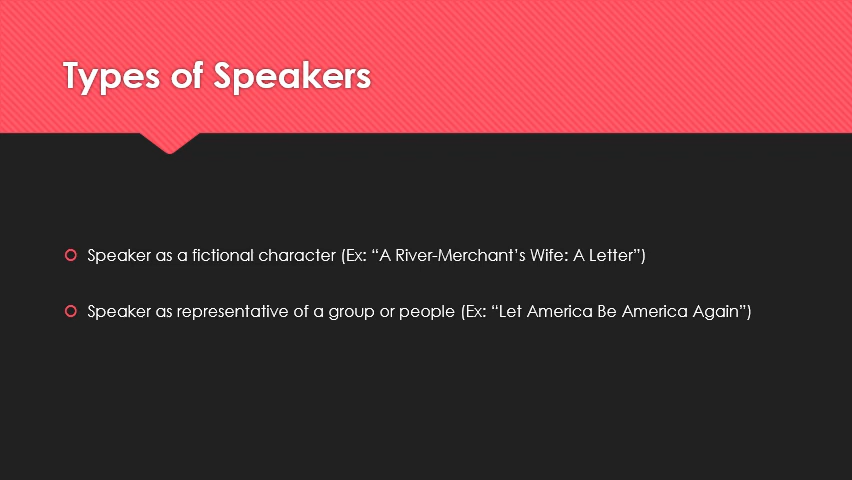 Types of Speakers
Speaker as a fictional character (Ex: “A River-Merchant’s Wife: A Letter”)
Speaker as representative of a group or people (Ex: “Let America Be America Again”)